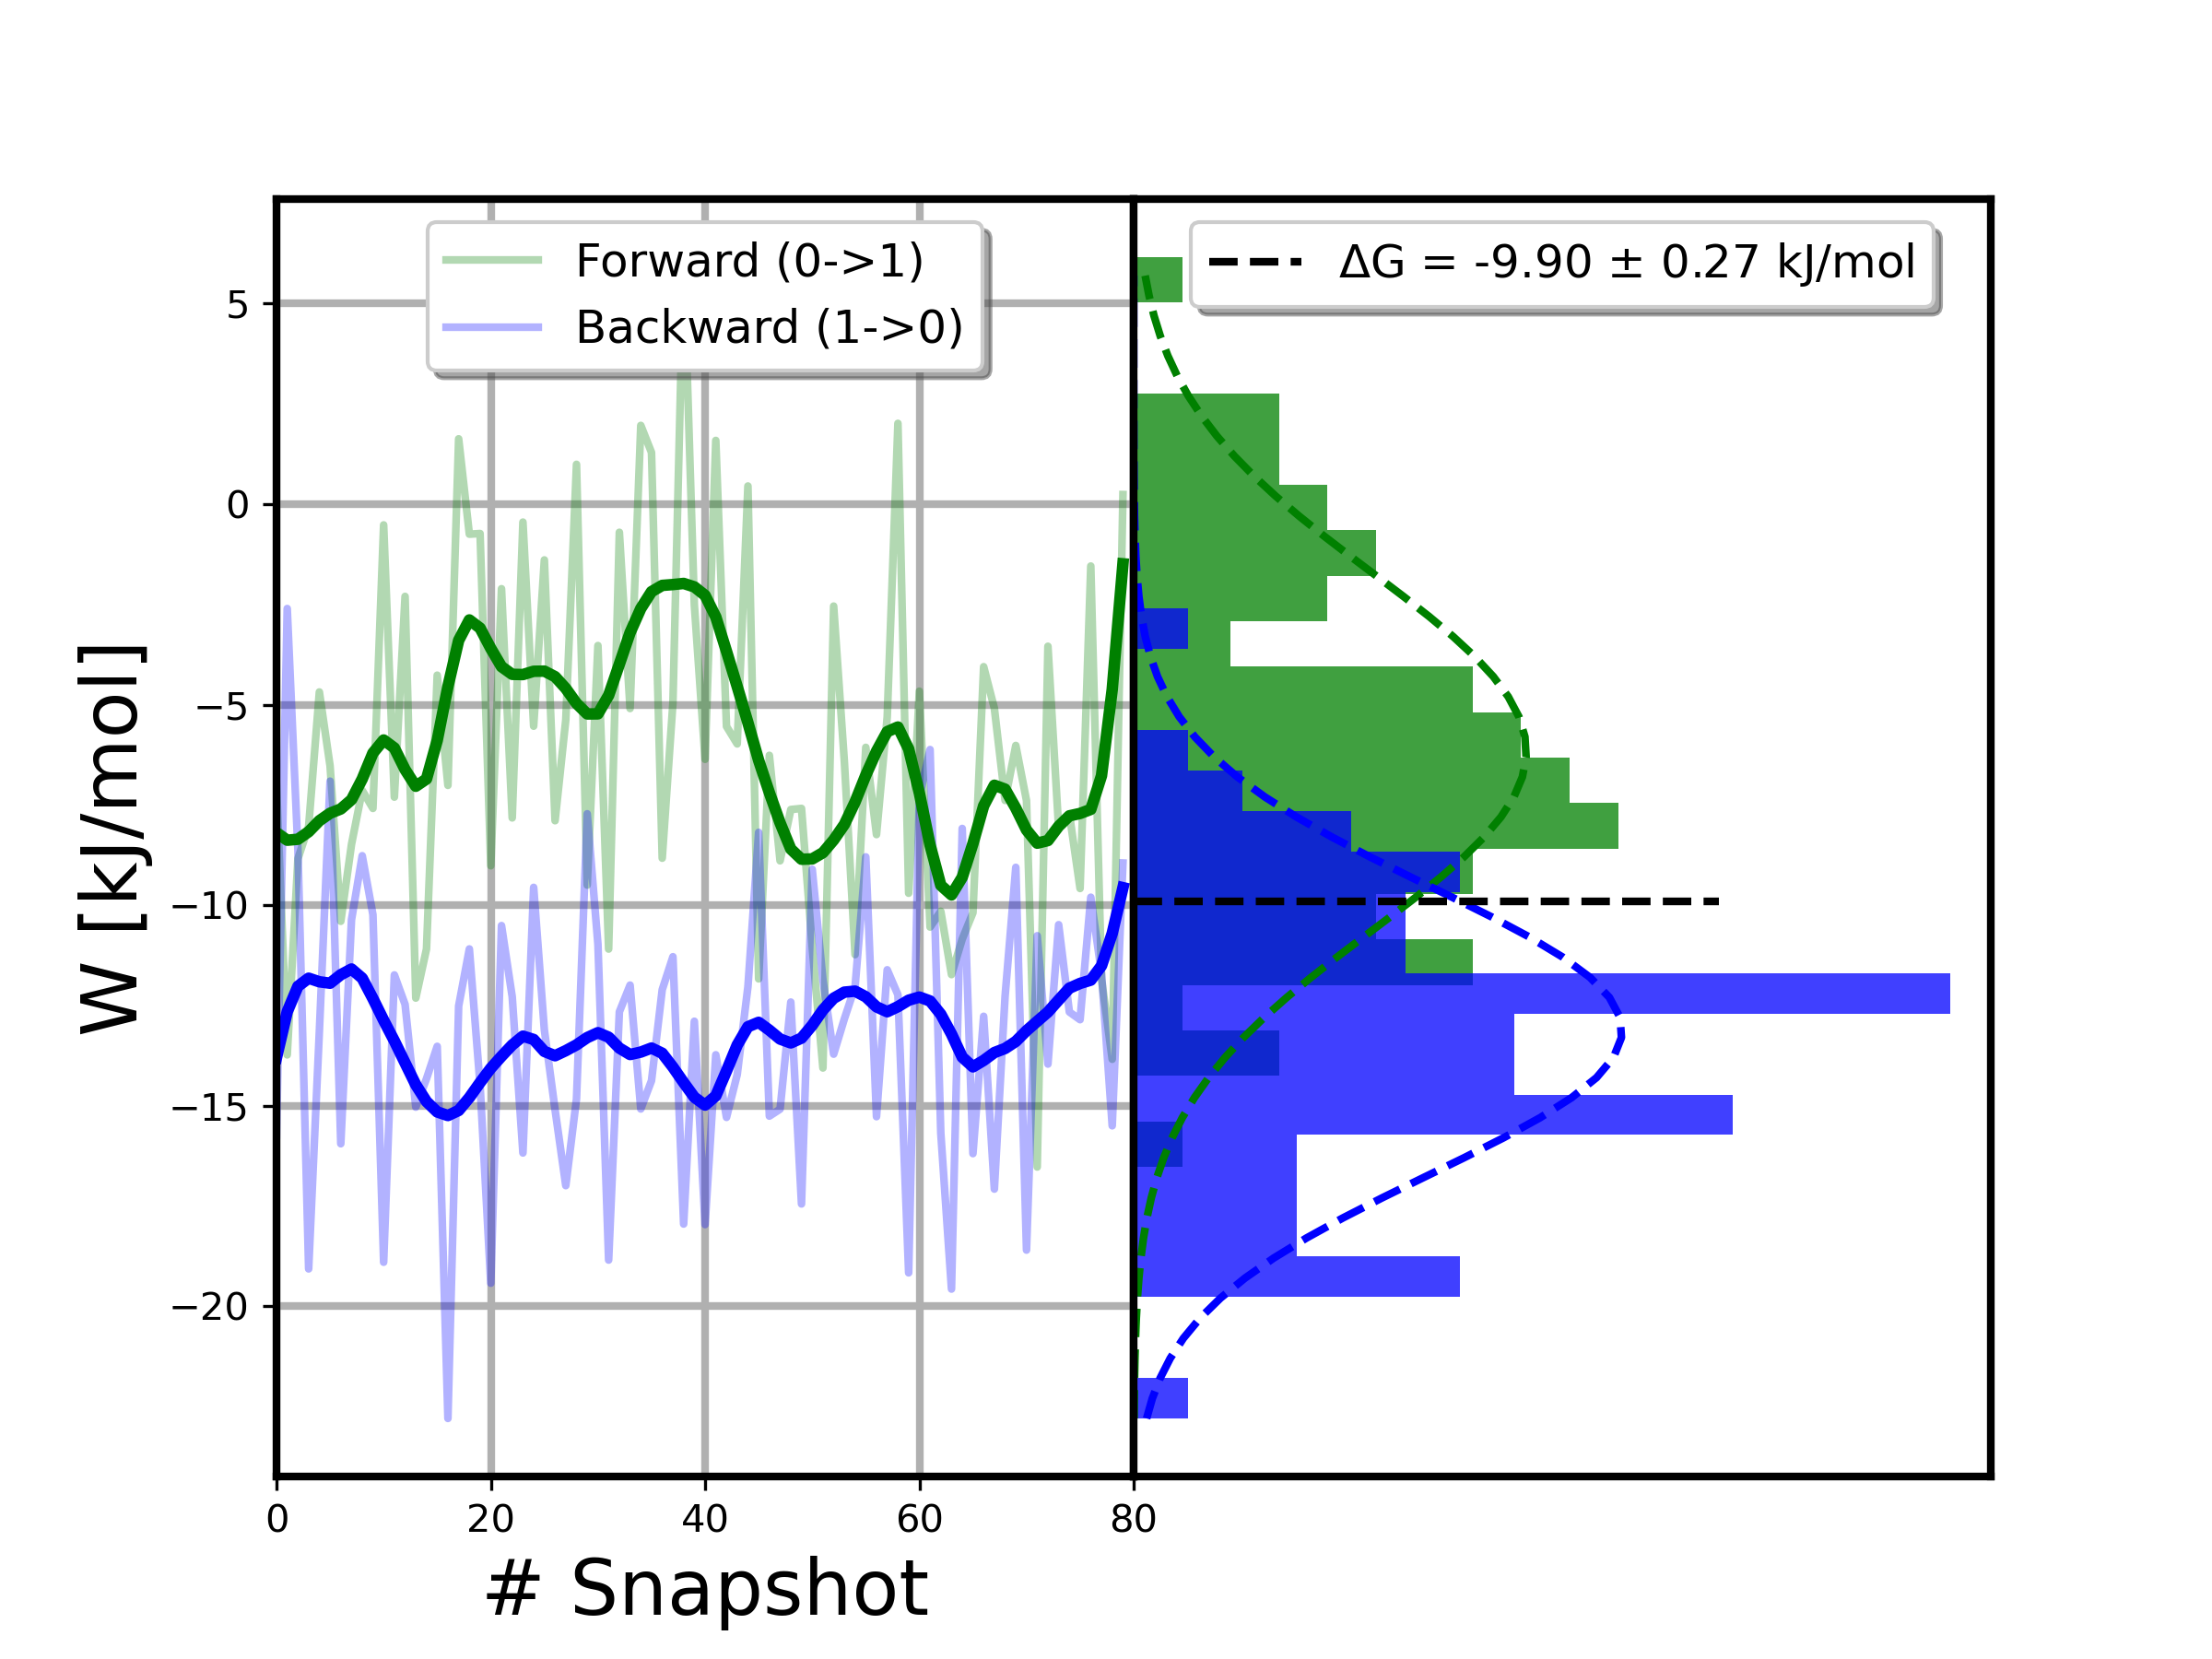 Forward (0->1)
Backward (1->0)
ΔG = -9.90 ± 0.27 kJ/mol
5
0
−5
−10
−15
−20
W [kJ/mol]
0 20 40 60 80
# Snapshot